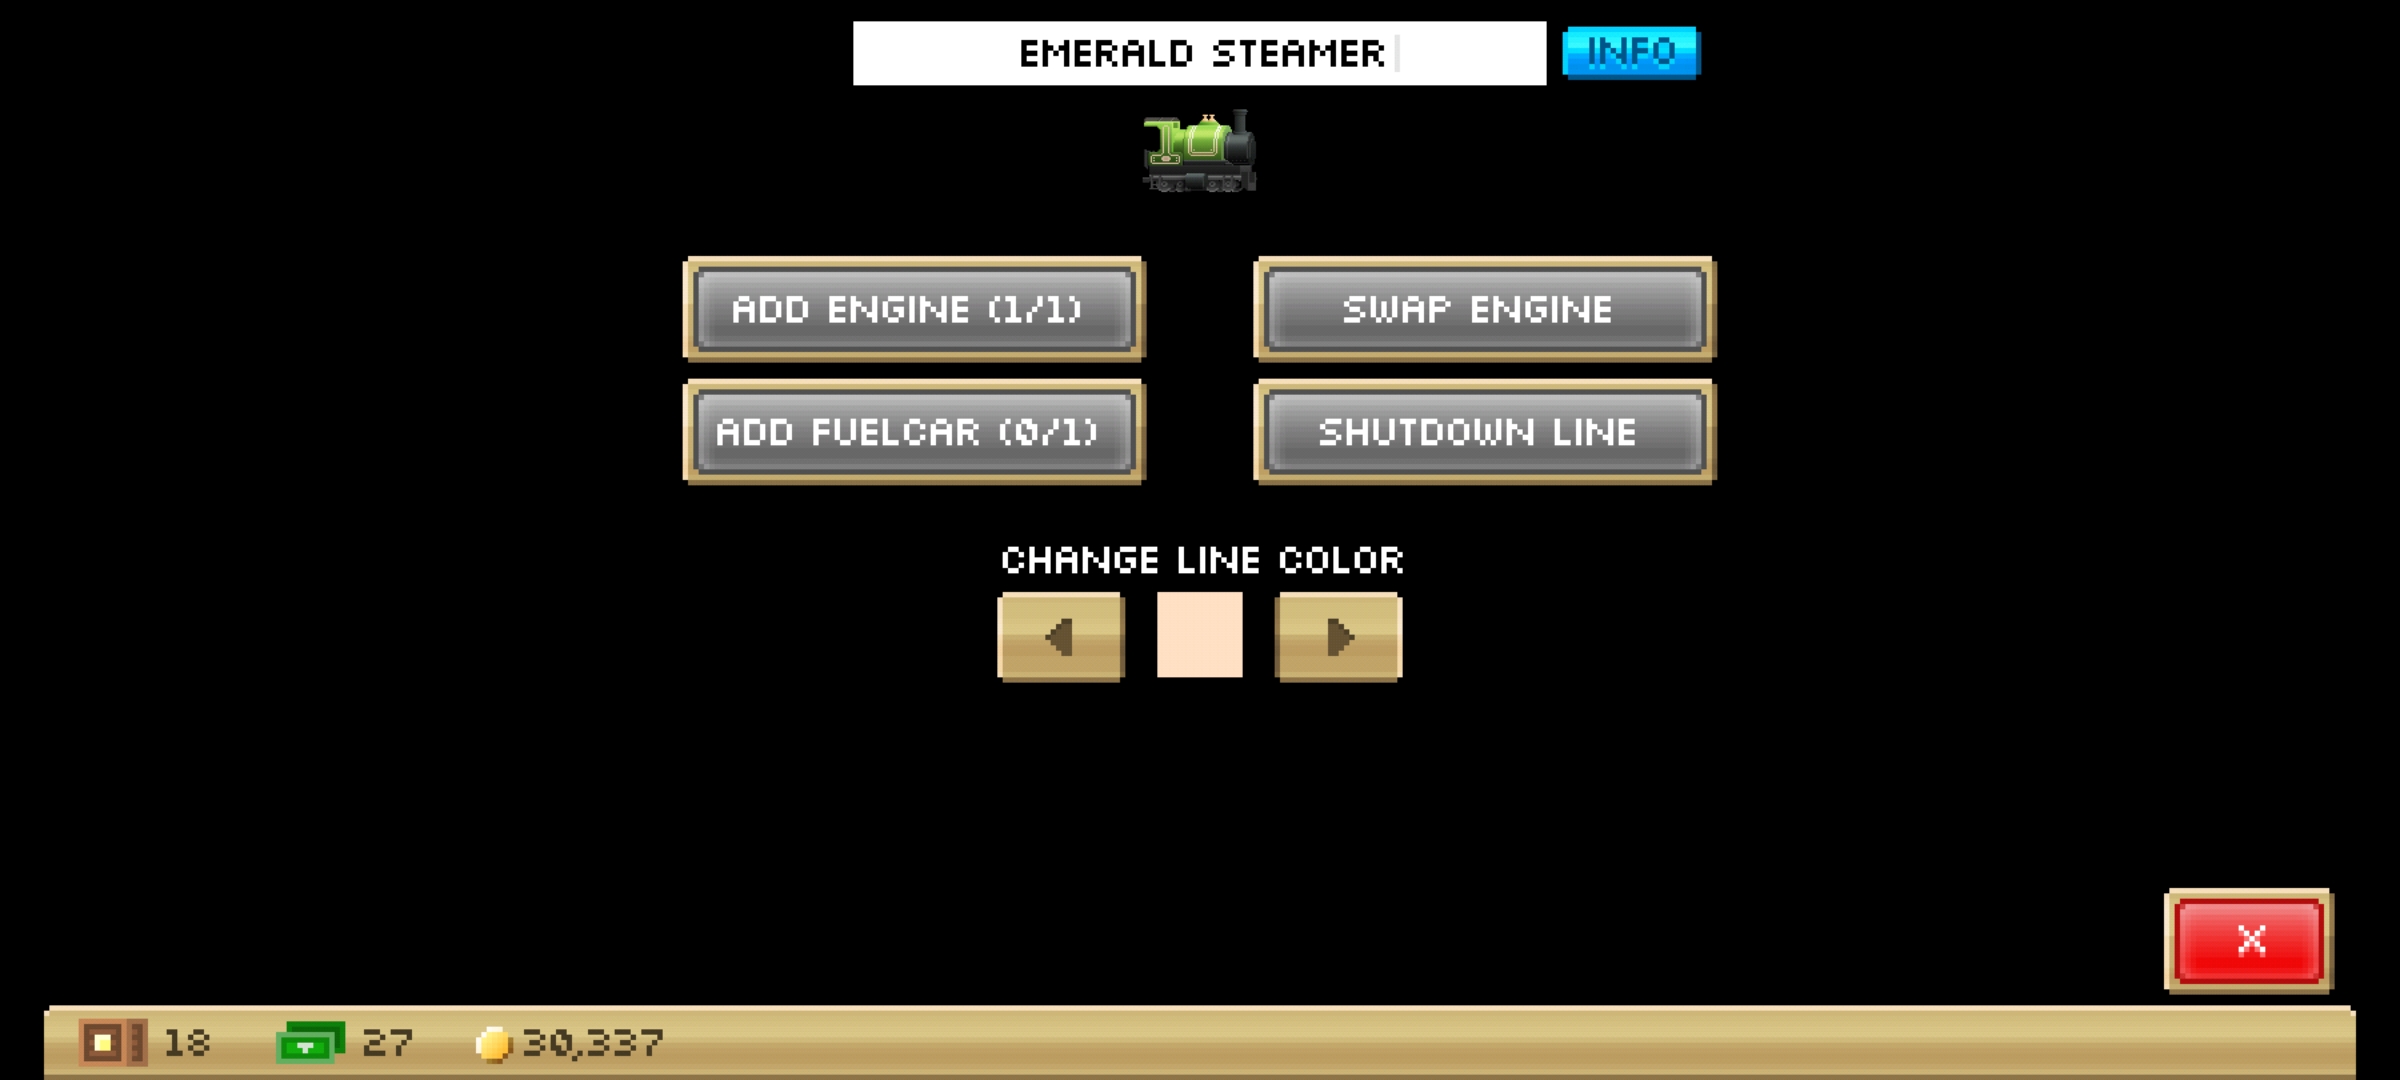 EMERALD STEAMER
INFO
ADD ENGINE (1/1)
SWAP ENGINE
ADD FUELCAR (0/1)
SHUTDOWN LINE
CHANGE LINE COLOR
X
18
27
30,337